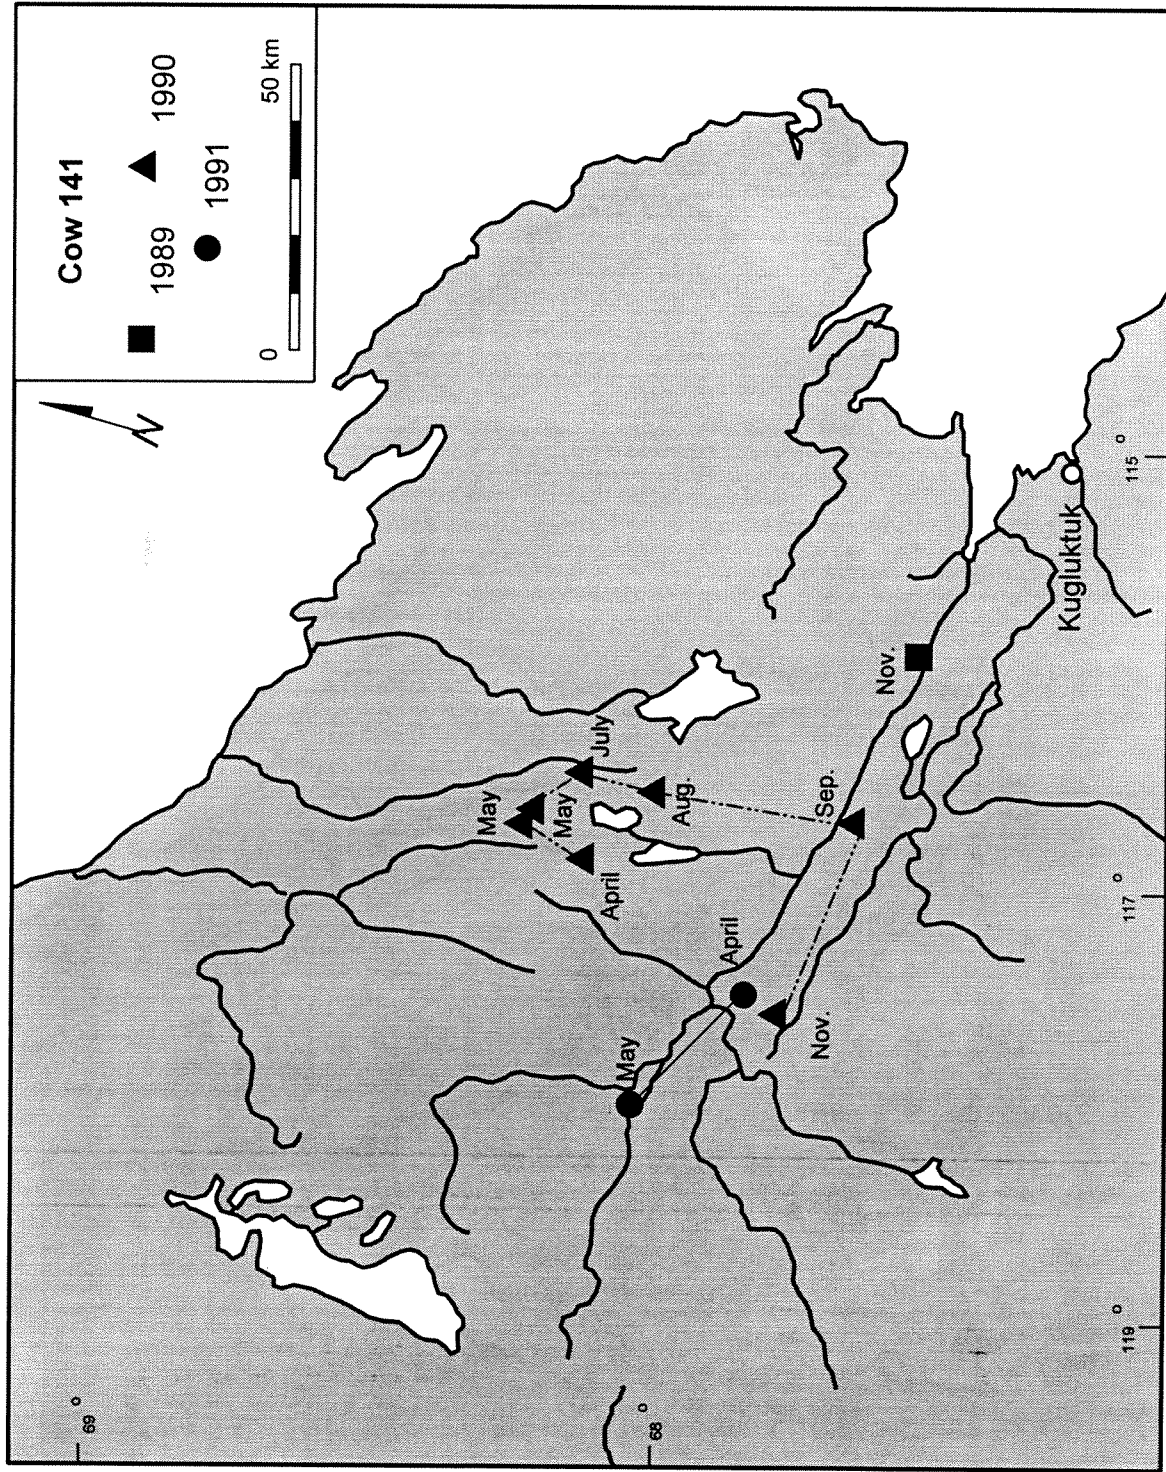 Cow 141
1989
1990
1991
0
50 km
N
69°
68°
May
May
July
April
Aug.
Sep.
April
Nov.
May
Nov.
Kugluktuk
115°
117°
119°